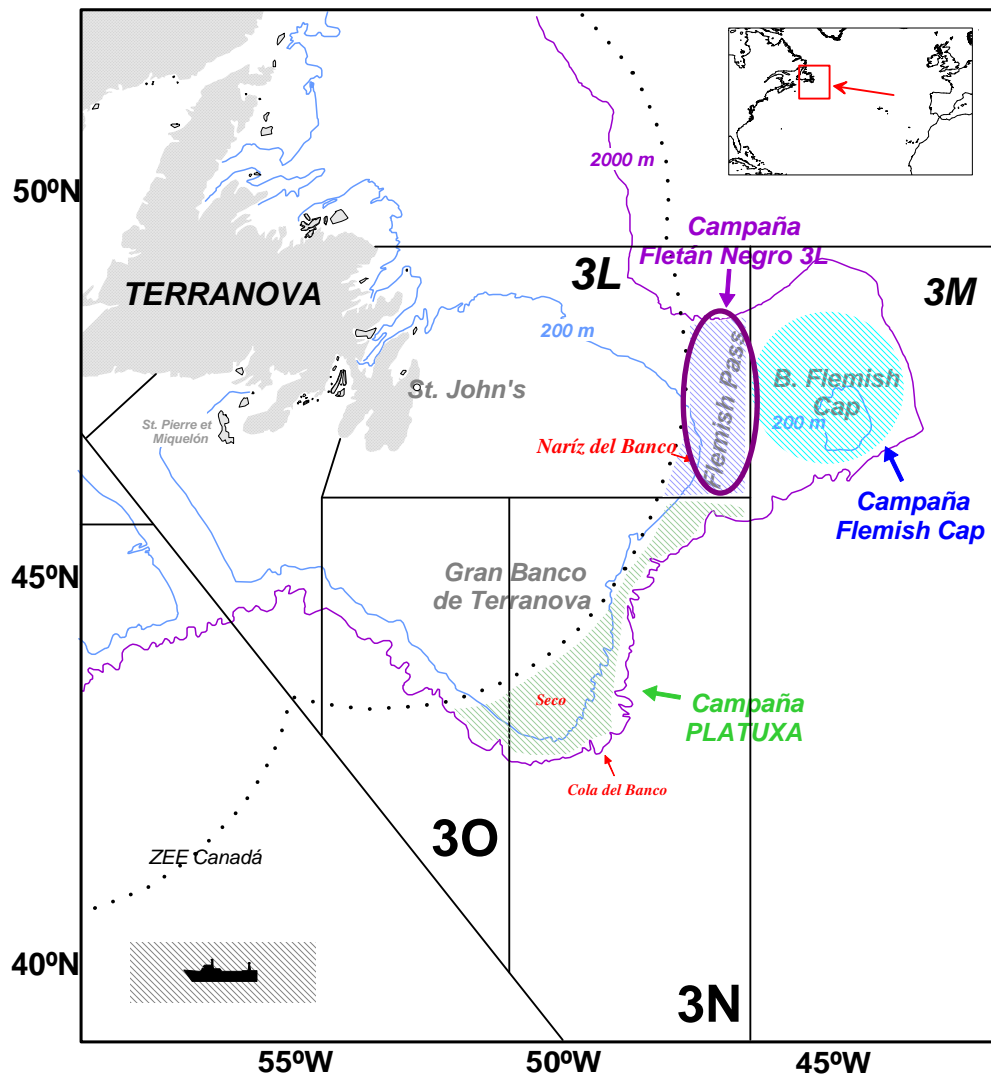 2000 m
50ºN
Campaña
Fletán Negro 3L
3L
3M
TERRANOVA
200 m
Flemish Pass
B. Flemish
Cap
St. John's
200 m
St. Pierre et
Miquelón
Naríz del Banco
Campaña
Flemish Cap
45ºN
Gran Banco
de Terranova
Seco
Campaña
PLATUXA
Cola del Banco
3O
ZEE Canadá
40ºN
3N
55ºW
50ºW
45ºW